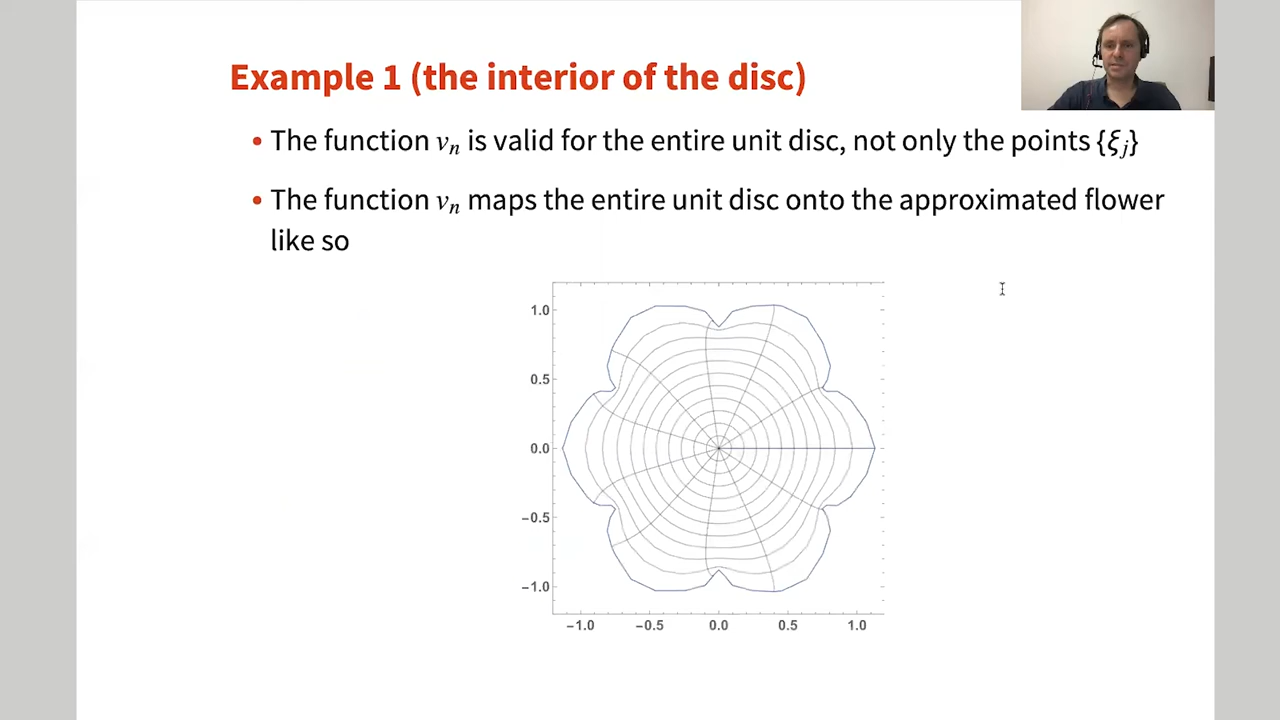 Example 1 (the interior of the disc)
• The function vₙ is valid for the entire unit disc, not only the points {ξⱼ}
• The function vₙ maps the entire unit disc onto the approximated flower
like so
1.0
0.5
0.0
−0.5
−1.0
−1.0 −0.5 0.0 0.5 1.0